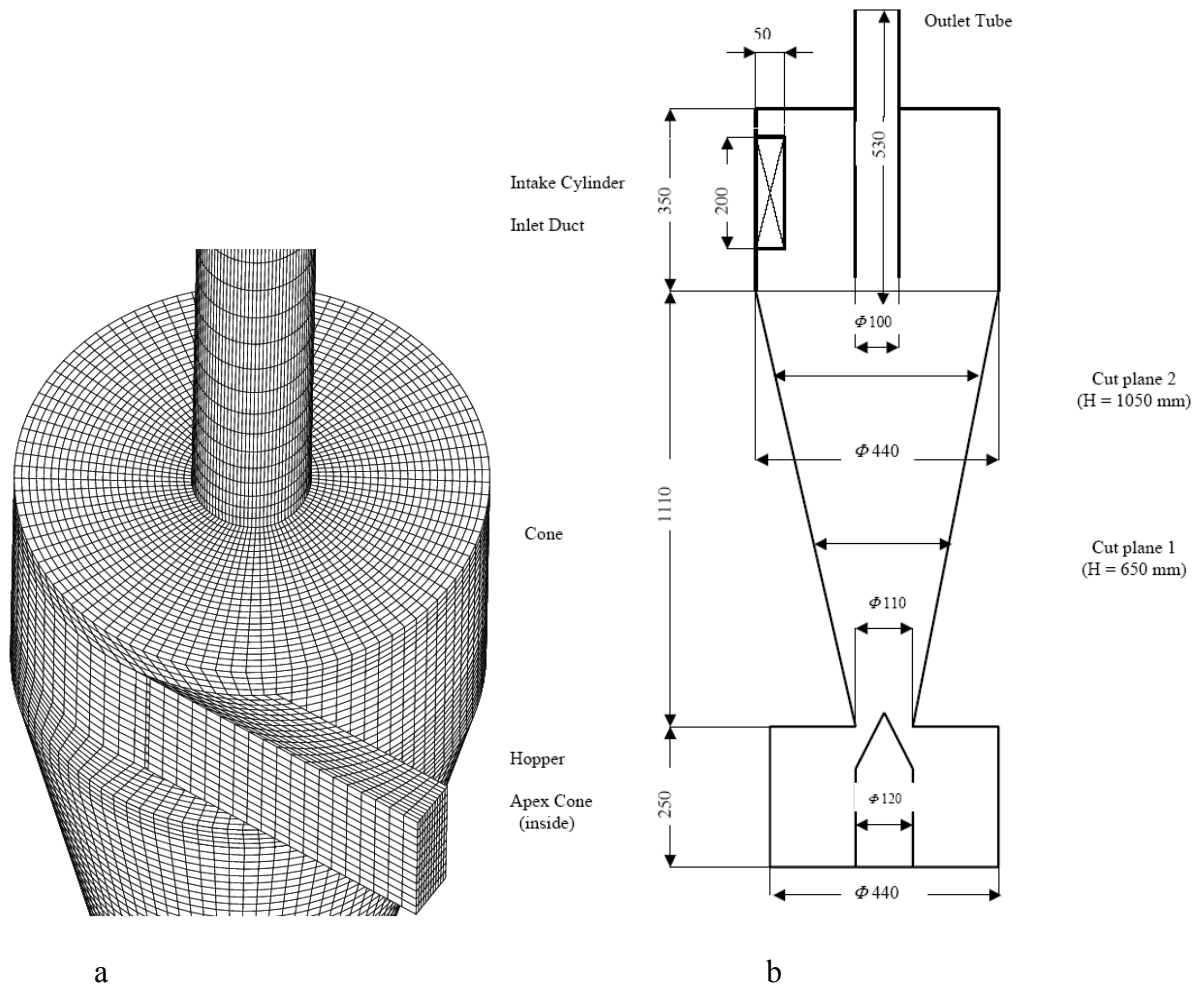 Outlet Tube
50
530
Intake Cylinder
350
200
Inlet Duct
Φ100
Cut plane 2
(H = 1050 mm)
Φ440
1110
Cone
Cut plane 1
(H = 650 mm)
Φ110
Hopper
Apex Cone
(inside)
250
Φ120
Φ440
a
b